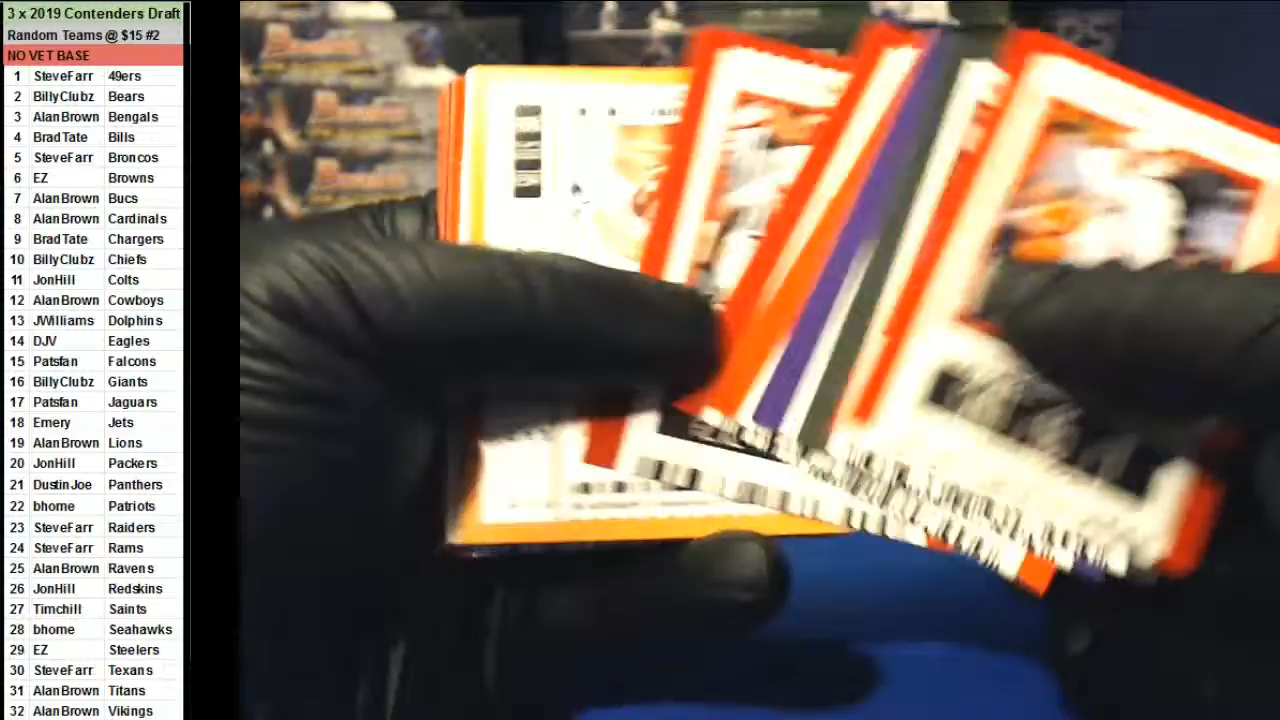 3 x 2019 Contenders Draft
Random Teams @ $15 #2
NO VET BASE
1 SteveFarr 49ers
2 BillyClubz Bears
3 AlanBrown Bengals
4 BradTate Bills
5 SteveFarr Broncos
6 EZ Browns
7 AlanBrown Bucs
8 AlanBrown Cardinals
9 BradTate Chargers
10 BillyClubz Chiefs
11 JonHill Colts
12 AlanBrown Cowboys
13 JWilliams Dolphins
14 DJV Eagles
15 Patsfan Falcons
16 BillyClubz Giants
17 Patsfan Jaguars
18 Emery Jets
19 AlanBrown Lions
20 JonHill Packers
21 DustinJoe Panthers
22 bhome Patriots
23 SteveFarr Raiders
24 SteveFarr Rams
25 AlanBrown Ravens
26 JonHill Redskins
27 Timchill Saints
28 bhome Seahawks
29 EZ Steelers
30 SteveFarr Texans
31 AlanBrown Titans
32 AlanBrown Vikings